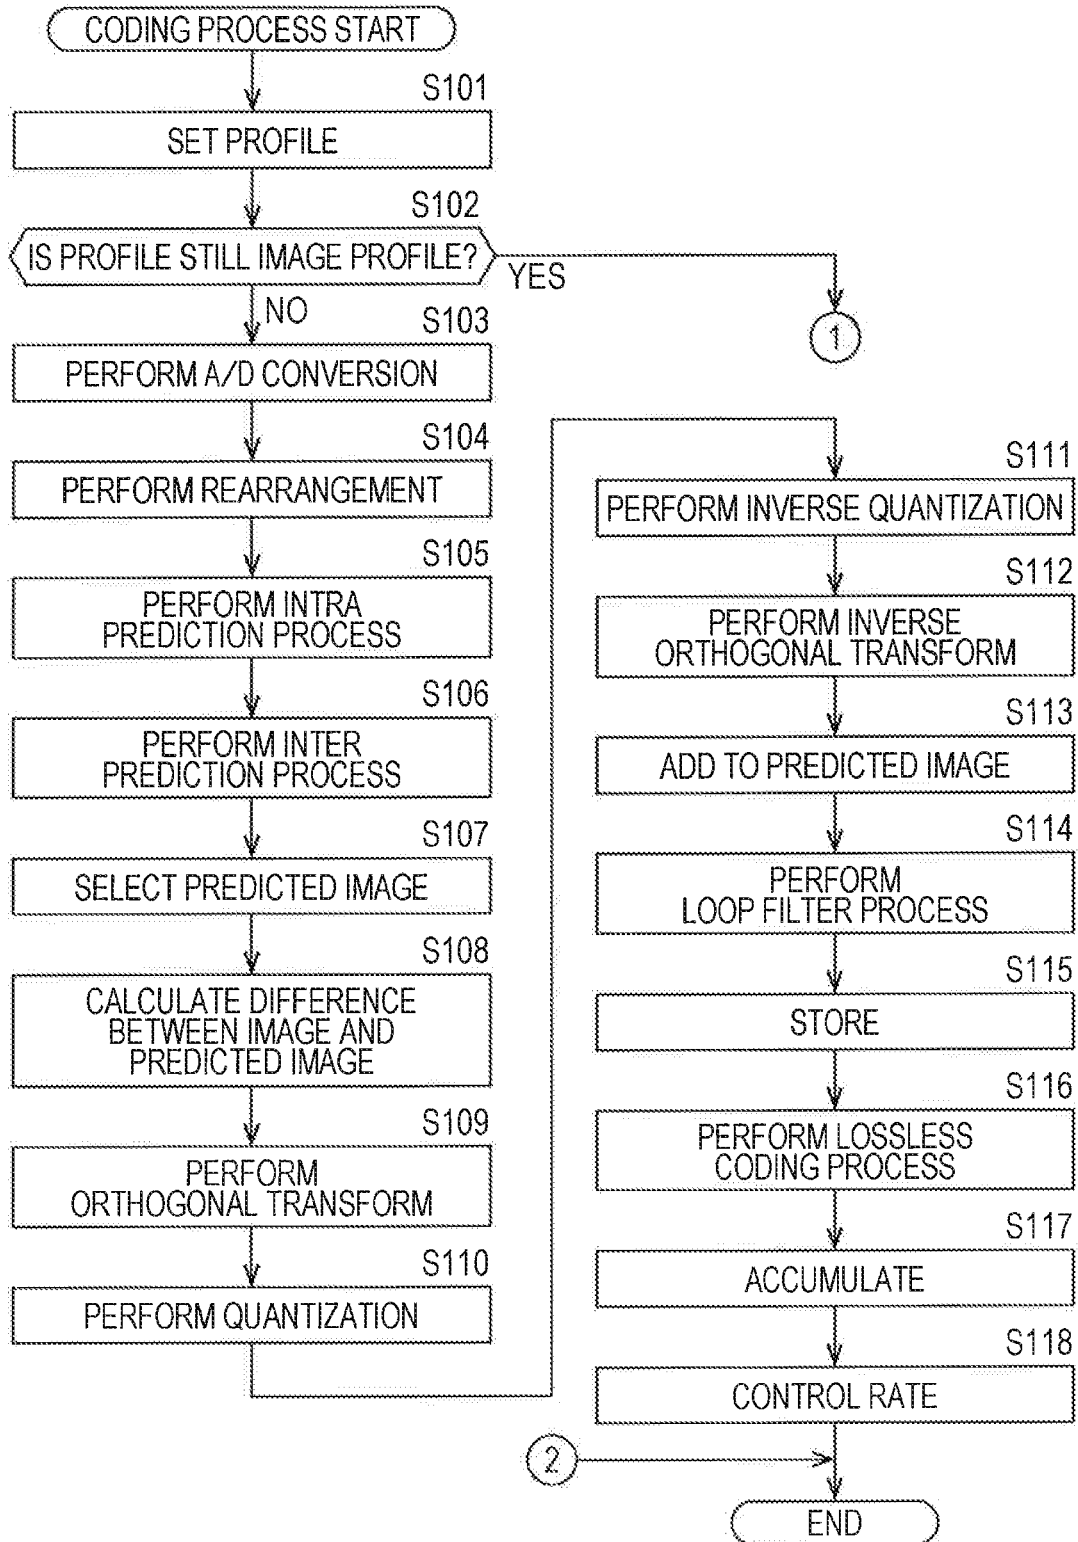 CODING PROCESS START
S101
SET PROFILE
S102
IS PROFILE STILL IMAGE PROFILE?
YES
NO
1
S103
PERFORM A/D CONVERSION
S104
PERFORM REARRANGEMENT
S105
PERFORM INTRA
PREDICTION PROCESS
S106
PERFORM INTER
PREDICTION PROCESS
S107
SELECT PREDICTED IMAGE
S108
CALCULATE DIFFERENCE
BETWEEN IMAGE AND
PREDICTED IMAGE
S109
PERFORM
ORTHOGONAL TRANSFORM
S110
PERFORM QUANTIZATION
S111
PERFORM INVERSE QUANTIZATION
S112
PERFORM INVERSE
ORTHOGONAL TRANSFORM
S113
ADD TO PREDICTED IMAGE
S114
PERFORM
LOOP FILTER PROCESS
S115
STORE
S116
PERFORM LOSSLESS
CODING PROCESS
S117
ACCUMULATE
S118
CONTROL RATE
2
END